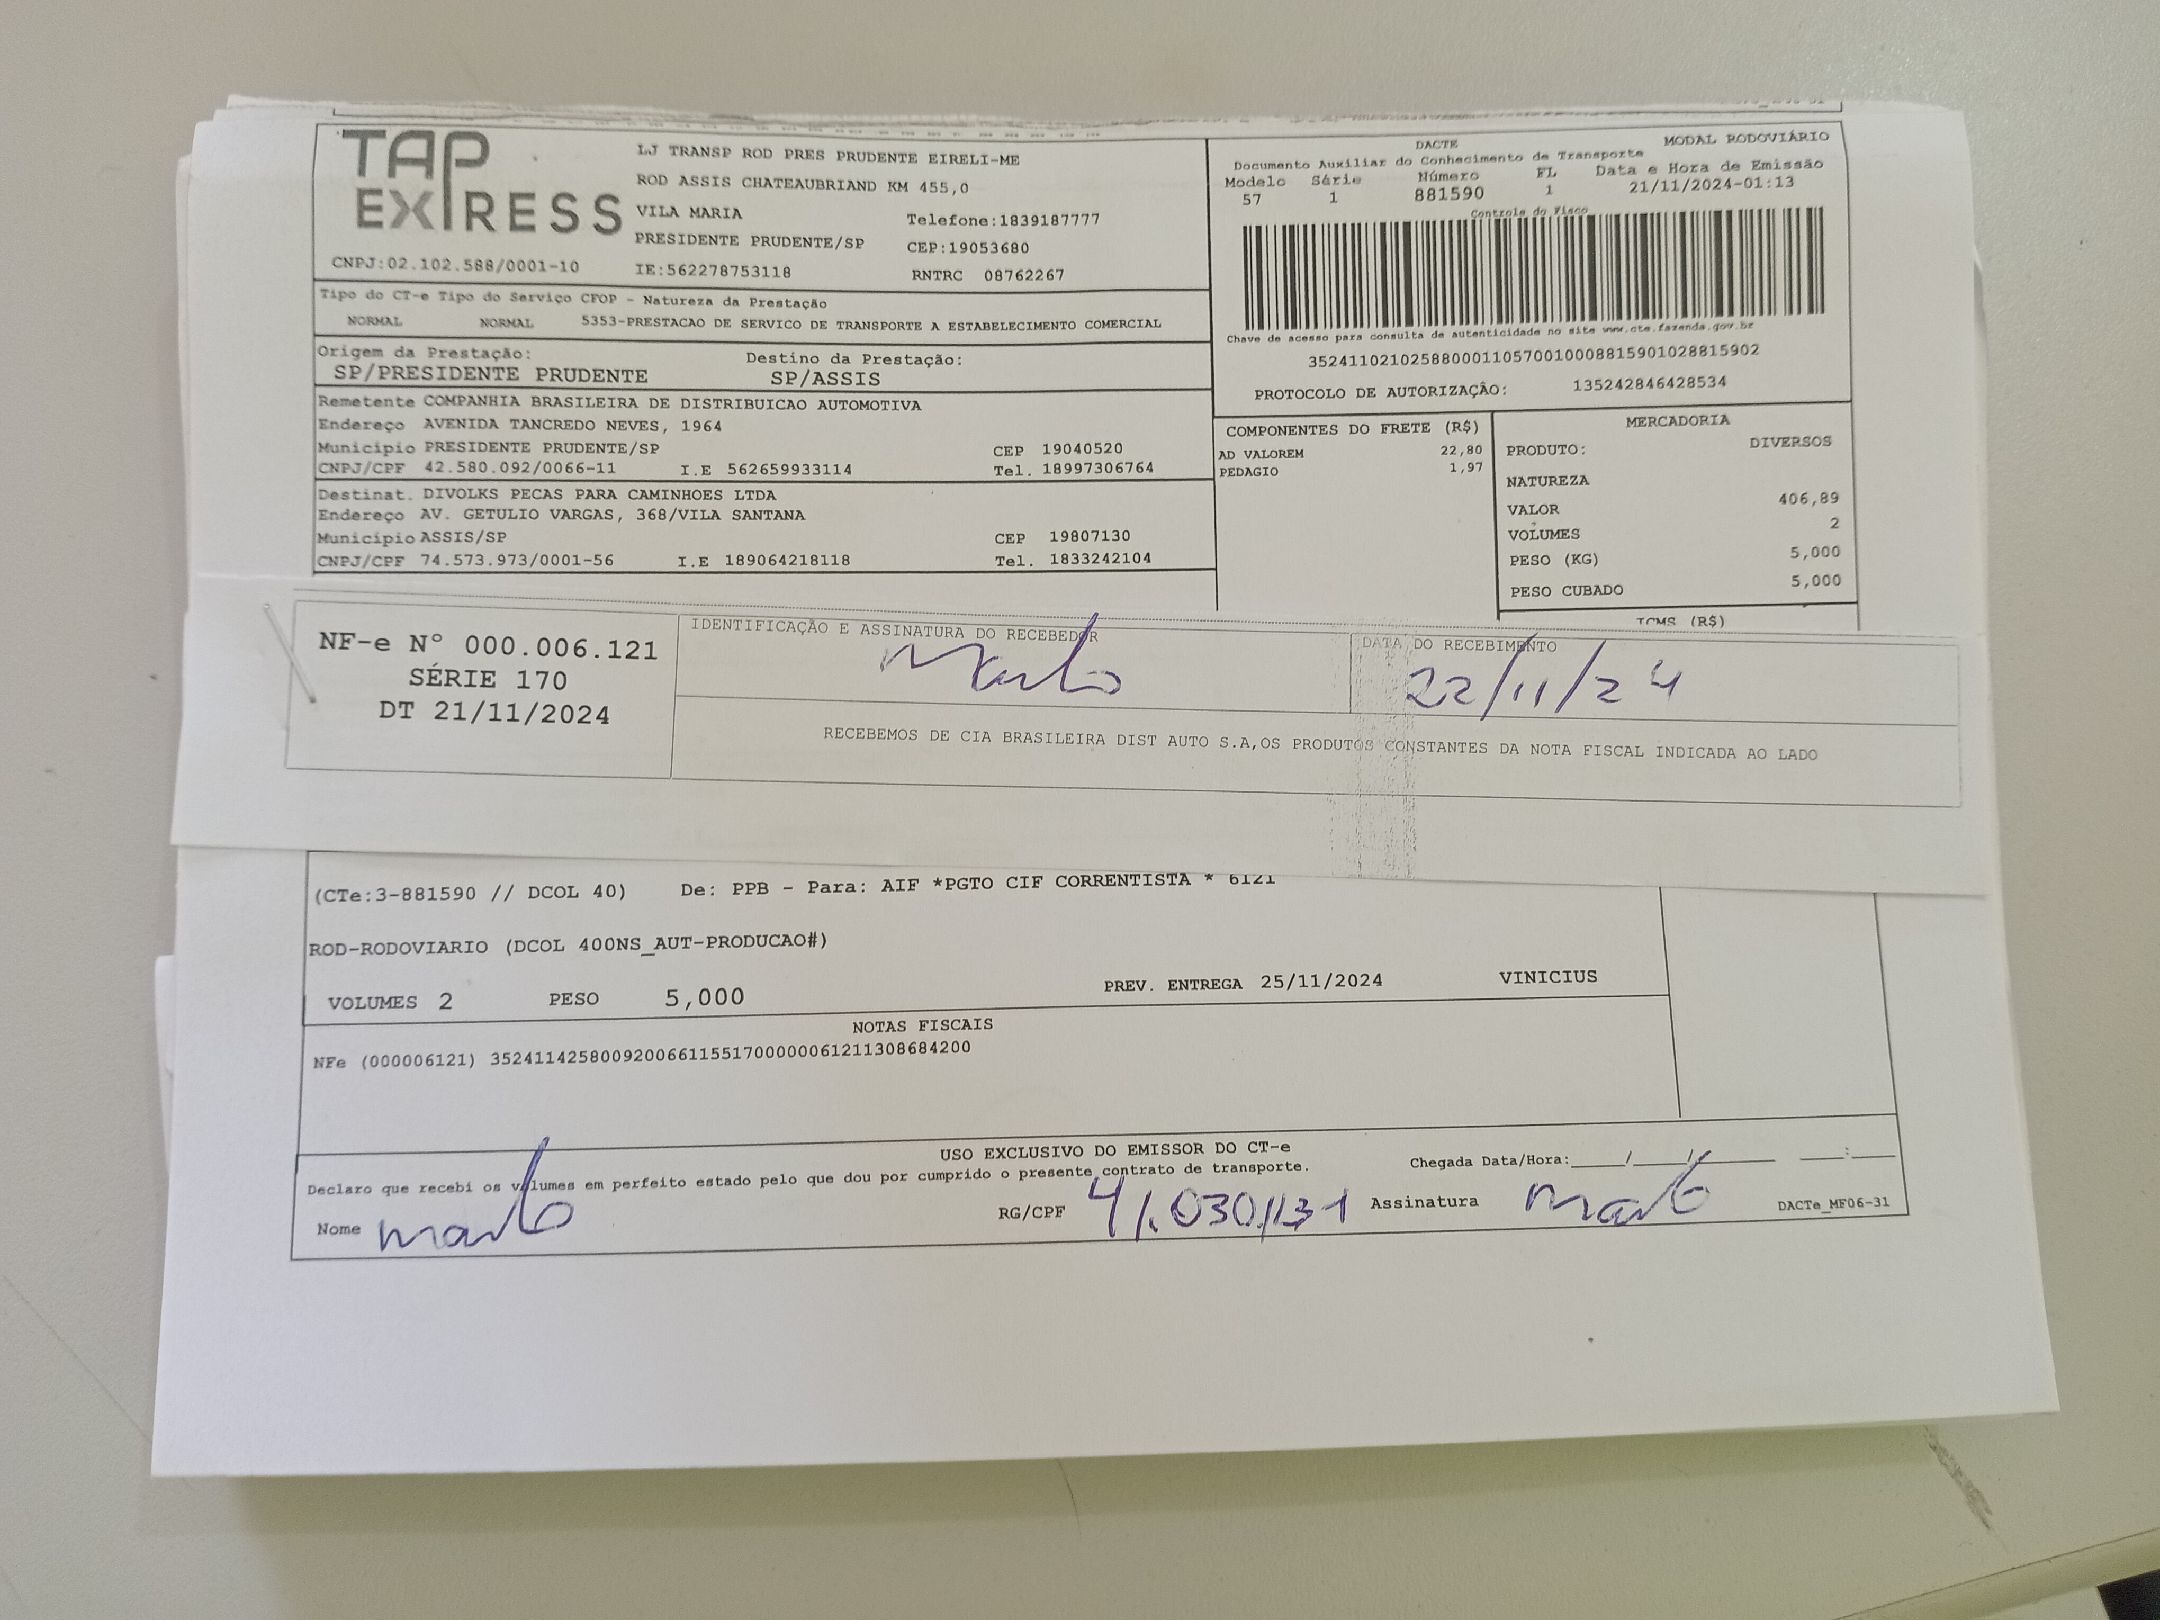 TAP
EXPRESS
LJ TRANSP ROD PRES PRUDENTE EIRELI-ME
ROD ASSIS CHATEAUBRIAND KM 455,0
VILA MARIA Telefone:1839187777
PRESIDENTE PRUDENTE/SP CEP:19053680
CNPJ:02.102.588/0001-10 IE:562278753118 RNTRC 08762267
DACTE MODAL RODOVIÁRIO
Documento Auxiliar do Conhecimento de Transporte
Modelo Série Número FL Data e Hora de Emissão
57 1 881590 1 21/11/2024-01:13
Controle do Fisco
Chave de acesso para consulta de autenticidade no site www.cte.fazenda.gov.br
35241102102588000110570010008815901028815902
PROTOCOLO DE AUTORIZAÇÃO: 135242846428534
Tipo do CT-e Tipo do Serviço CFOP - Natureza da Prestação
NORMAL NORMAL 5353-PRESTACAO DE SERVICO DE TRANSPORTE A ESTABELECIMENTO COMERCIAL
Origem da Prestação: Destino da Prestação:
SP/PRESIDENTE PRUDENTE SP/ASSIS
Remetente COMPANHIA BRASILEIRA DE DISTRIBUICAO AUTOMOTIVA
Endereço AVENIDA TANCREDO NEVES, 1964
Município PRESIDENTE PRUDENTE/SP CEP 19040520
CNPJ/CPF 42.580.092/0066-11 I.E 562659933114 Tel. 18997306764
Destinat. DIVOLKS PECAS PARA CAMINHOES LTDA
Endereço AV. GETULIO VARGAS, 368/VILA SANTANA
Município ASSIS/SP CEP 19807130
CNPJ/CPF 74.573.973/0001-56 I.E 189064218118 Tel. 1833242104
COMPONENTES DO FRETE (R$)
AD VALOREM 22,80
PEDAGIO 1,97
MERCADORIA
PRODUTO: DIVERSOS
NATUREZA
VALOR 406,89
VOLUMES 2
PESO (KG) 5,000
PESO CUBADO 5,000
ICMS (R$)
NF-e Nº 000.006.121
SÉRIE 170
DT 21/11/2024
IDENTIFICAÇÃO E ASSINATURA DO RECEBEDOR
Marlo
DATA DO RECEBIMENTO
22/11/24
RECEBEMOS DE CIA BRASILEIRA DIST AUTO S.A,OS PRODUTOS CONSTANTES DA NOTA FISCAL INDICADA AO LADO
(CTe:3-881590 // DCOL 40) De: PPB - Para: AIF *PGTO CIF CORRENTISTA * 6121
ROD-RODOVIARIO (DCOL 400NS_AUT-PRODUCAO#)
VOLUMES 2 PESO 5,000 PREV. ENTREGA 25/11/2024 VINICIUS
NOTAS FISCAIS
NFe (000006121) 35241142580092006611551700000061211308684200
USO EXCLUSIVO DO EMISSOR DO CT-e
Declaro que recebi os volumes em perfeito estado pelo que dou por cumprido o presente contrato de transporte. Chegada Data/Hora:____/____/____ ____:____
Nome Marlo RG/CPF 41.030.131 Assinatura Marlo DACTe_MF06-31